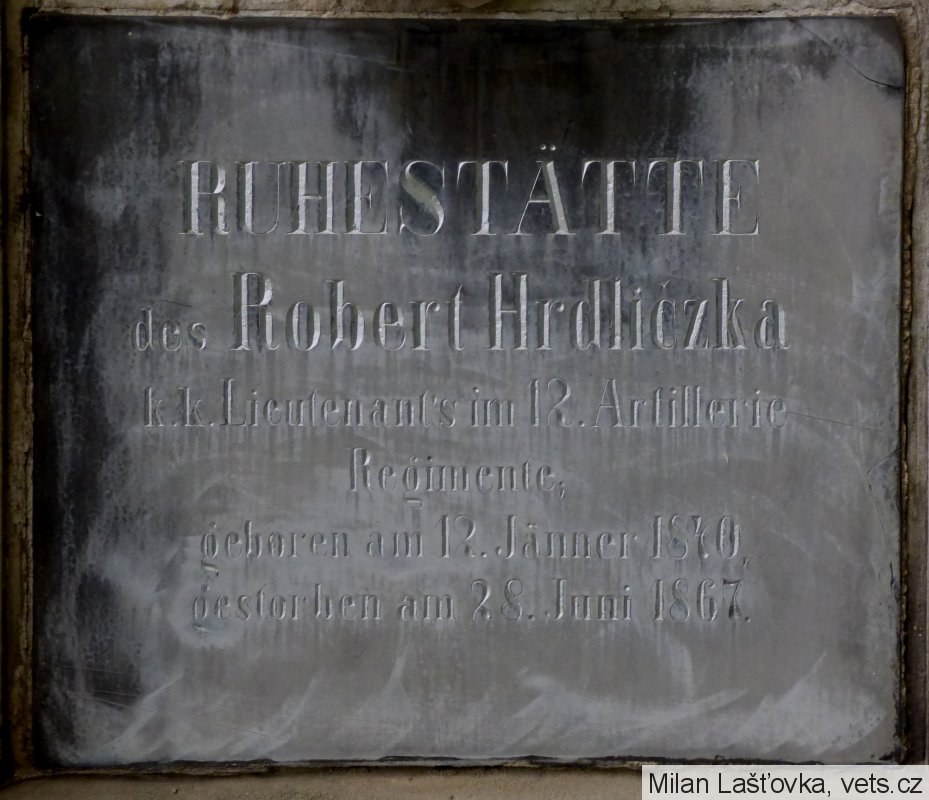 RUHESTÄTTE
des Robert Hrdličzka
k.k. Lieutenant's im 12. Artillerie
Regimente,
geboren am 12. Jänner 1840,
gestorben am 28. Juni 1867.
Milan Lašťovka, vets.cz